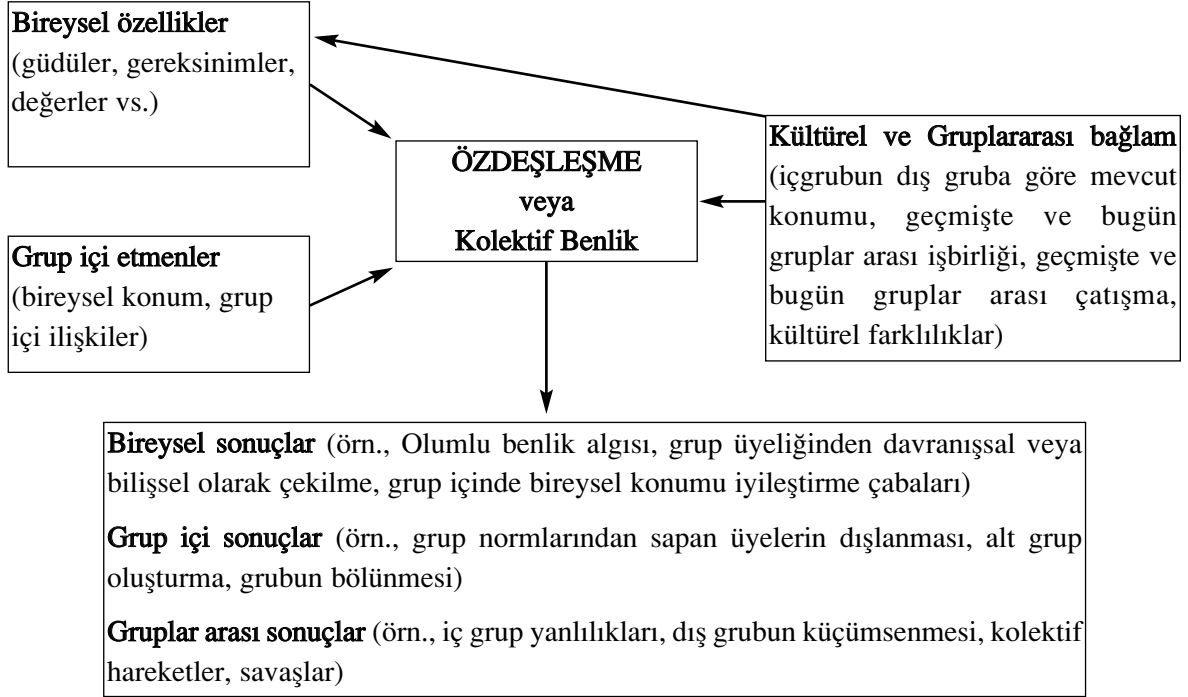 Bireysel özellikler
(güdüler, gereksinimler,
değerler vs.)
ÖZDEŞLEŞME
veya
Kolektif Benlik
Kültürel ve Gruplararası bağlam
(içgrubun dış gruba göre mevcut
konumu, geçmişte ve bugün
gruplar arası işbirliği, geçmişte ve
bugün gruplar arası çatışma,
kültürel farklılıklar)
Grup içi etmenler
(bireysel konum, grup
içi ilişkiler)
Bireysel sonuçlar (örn., Olumlu benlik algısı, grup üyeliğinden davranışsal veya
bilişsel olarak çekilme, grup içinde bireysel konumu iyileştirme çabaları)
Grup içi sonuçlar (örn., grup normlarından sapan üyelerin dışlanması, alt grup
oluşturma, grubun bölünmesi)
Gruplar arası sonuçlar (örn., iç grup yanlılıkları, dış grubun küçümsenmesi, kolektif
hareketler, savaşlar)